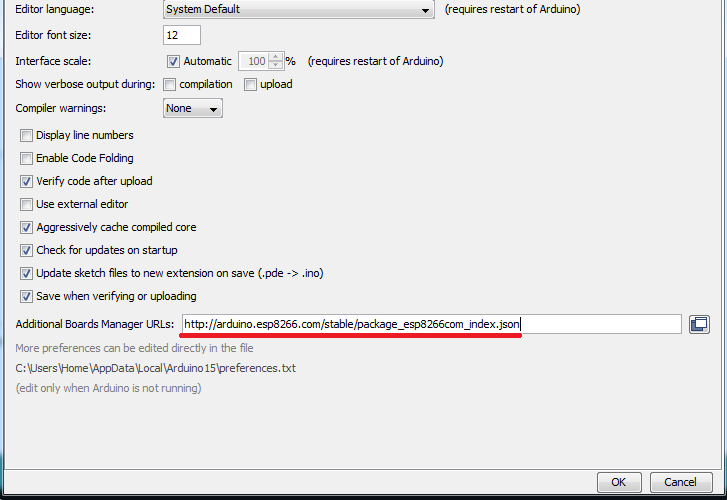 Editor language: System Default (requires restart of Arduino)
Editor font size: 12
Interface scale: Automatic 100 % (requires restart of Arduino)
Show verbose output during: compilation upload
Compiler warnings: None
Display line numbers
Enable Code Folding
Verify code after upload
Use external editor
Aggressively cache compiled core
Check for updates on startup
Update sketch files to new extension on save (.pde -> .ino)
Save when verifying or uploading
Additional Boards Manager URLs: http://arduino.esp8266.com/stable/package_esp8266com_index.json
More preferences can be edited directly in the file
C:\Users\Home\AppData\Local\Arduino15\preferences.txt
(edit only when Arduino is not running)
OK Cancel